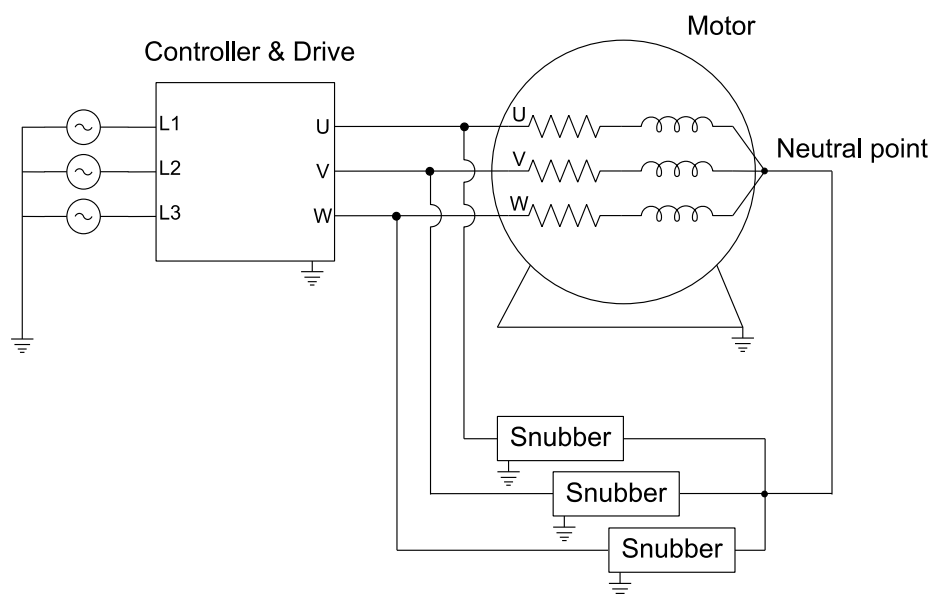 Motor
Controller & Drive
L1
U
U
Neutral point
L2
V
V
L3
W
W
Snubber
Snubber
Snubber